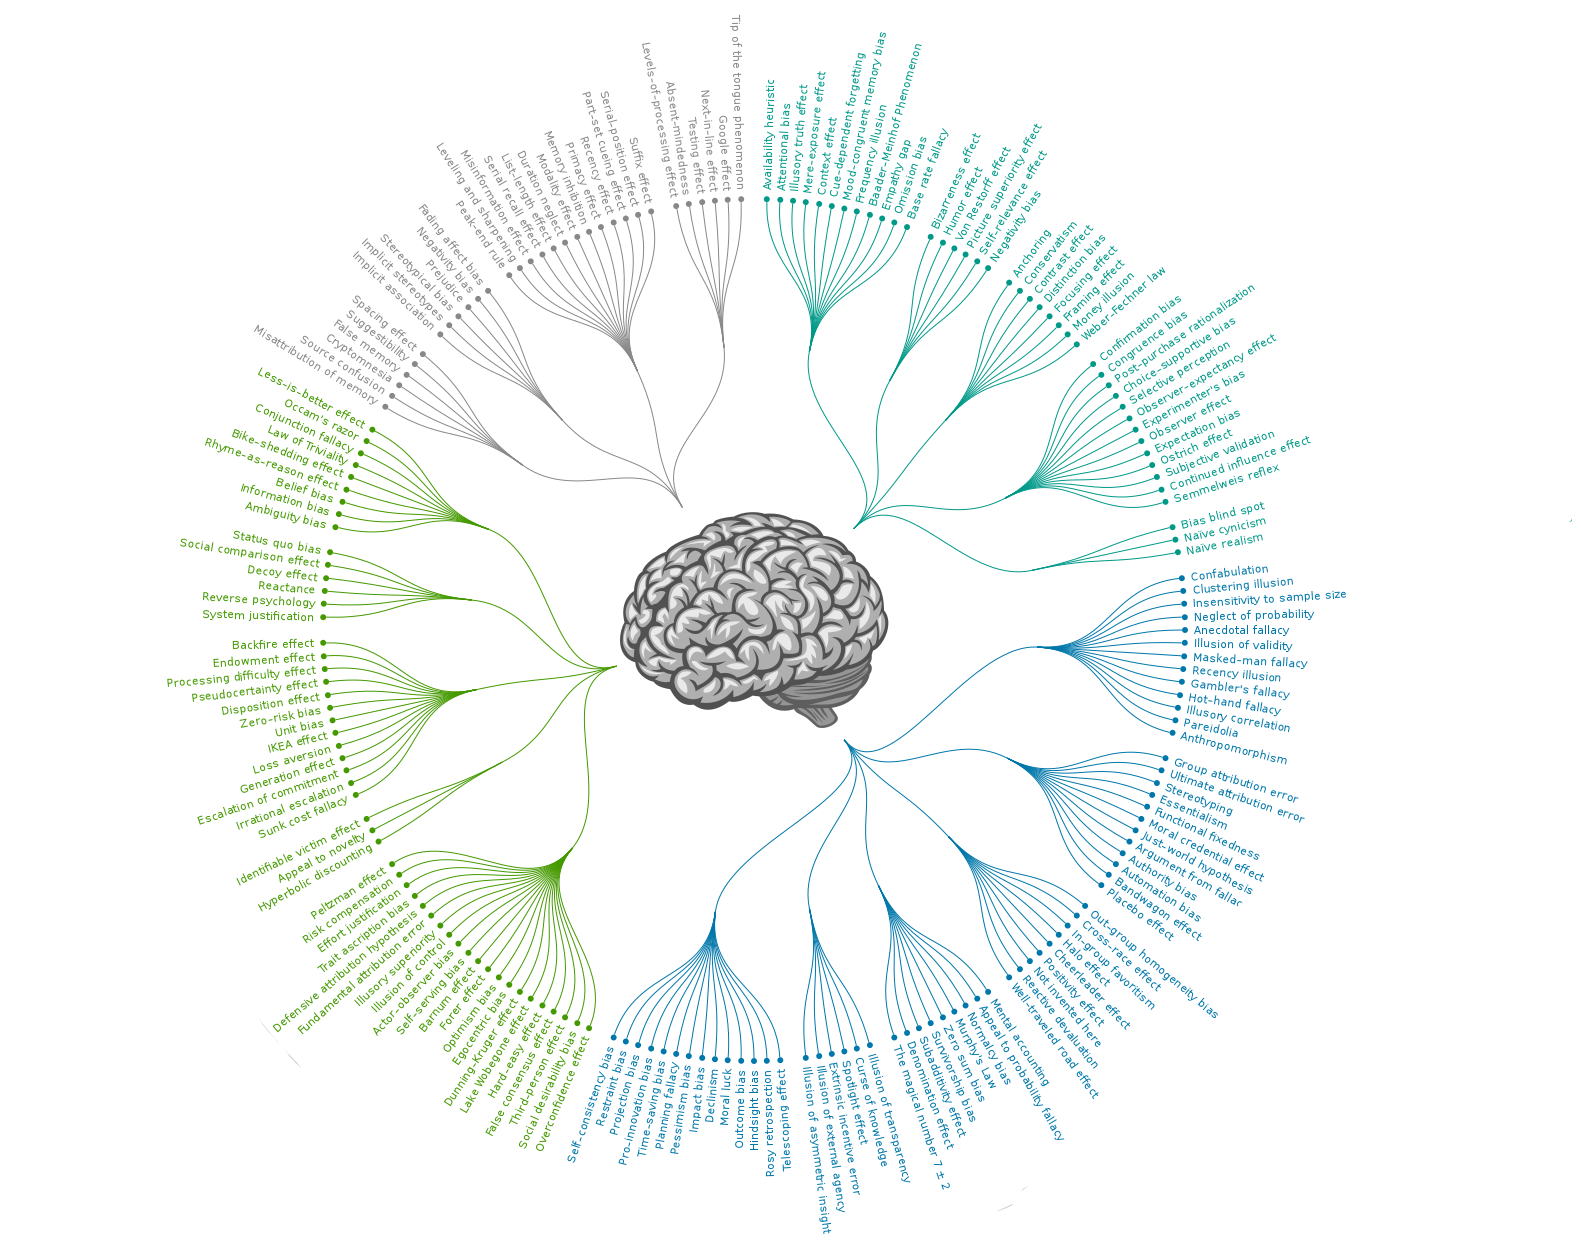 Tip of the tongue phenomenon
Google effect
Next-in-line effect
Testing effect
Absent-mindedness
Levels-of-processing effect
Suffix effect
Serial-position effect
Part-set cueing effect
Recency effect
Primacy effect
Memory inhibition
Modality effect
Duration neglect
List-length effect
Serial recall effect
Misinformation effect
Leveling and sharpening
Peak-end rule
Fading affect bias
Negativity bias
Prejudice
Stereotypical bias
Implicit stereotypes
Implicit association
Spacing effect
Suggestibility
False memory
Cryptomnesia
Source confusion
Misattribution of memory
Availability heuristic
Attentional bias
Illusory truth effect
Mere-exposure effect
Context effect
Cue-dependent forgetting
Mood-congruent memory bias
Frequency illusion
Baader-Meinhof Phenomenon
Empathy gap
Omission bias
Base rate fallacy
Bizarreness effect
Humor effect
Von Restorff effect
Picture superiority effect
Self-relevance effect
Negativity bias
Anchoring
Conservatism
Contrast effect
Distinction bias
Focusing effect
Framing effect
Money illusion
Weber-Fechner law
Confirmation bias
Congruence bias
Post-purchase rationalization
Choice-supportive bias
Selective perception
Observer-expectancy effect
Experimenter's bias
Observer effect
Expectation bias
Ostrich effect
Subjective validation
Continued influence effect
Semmelweis reflex
Bias blind spot
Naïve cynicism
Naïve realism
Confabulation
Clustering illusion
Insensitivity to sample size
Neglect of probability
Anecdotal fallacy
Illusion of validity
Masked-man fallacy
Recency illusion
Gambler's fallacy
Hot-hand fallacy
Illusory correlation
Pareidolia
Anthropomorphism
Group attribution error
Ultimate attribution error
Stereotyping
Essentialism
Functional fixedness
Moral credential effect
Just-world hypothesis
Argument from fallar
Authority bias
Automation bias
Bandwagon effect
Placebo effect
Out-group homogeneity bias
Cross-race effect
In-group favoritism
Halo effect
Cheerleader effect
Positivity effect
Not invented here
Reactive devaluation
Well-traveled road effect
Mental accounting
Appeal to probability fallacy
Normalcy bias
Murphy's Law
Zero sum bias
Survivorship bias
Subadditivity effect
Denomination effect
The magical number 7 ± 2
Illusion of transparency
Curse of knowledge
Spotlight effect
Extrinsic incentive error
Illusion of external agency
Illusion of asymmetric insight
Telescoping effect
Rosy retrospection
Hindsight bias
Outcome bias
Moral luck
Declinism
Impact bias
Pessimism bias
Planning fallacy
Time-saving bias
Pro-innovation bias
Projection bias
Restraint bias
Self-consistency bias
Less-is-better effect
Occam's razor
Conjunction fallacy
Law of Triviality
Bike-shedding effect
Rhyme-as-reason effect
Belief bias
Information bias
Ambiguity bias
Status quo bias
Social comparison effect
Decoy effect
Reactance
Reverse psychology
System justification
Backfire effect
Endowment effect
Processing difficulty effect
Pseudocertainty effect
Disposition effect
Zero-risk bias
Unit bias
IKEA effect
Loss aversion
Generation effect
Escalation of commitment
Irrational escalation
Sunk cost fallacy
Identifiable victim effect
Appeal to novelty
Hyperbolic discounting
Peltzman effect
Risk compensation
Effort justification
Trait ascription bias
Defensive attribution hypothesis
Fundamental attribution error
Illusory superiority
Illusion of control
Actor-observer bias
Self-serving bias
Barnum effect
Forer effect
Optimism bias
Egocentric bias
Dunning-Kruger effect
Lake Wobegone effect
Hard-easy effect
False consensus effect
Third-person effect
Social desirability bias
Overconfidence effect